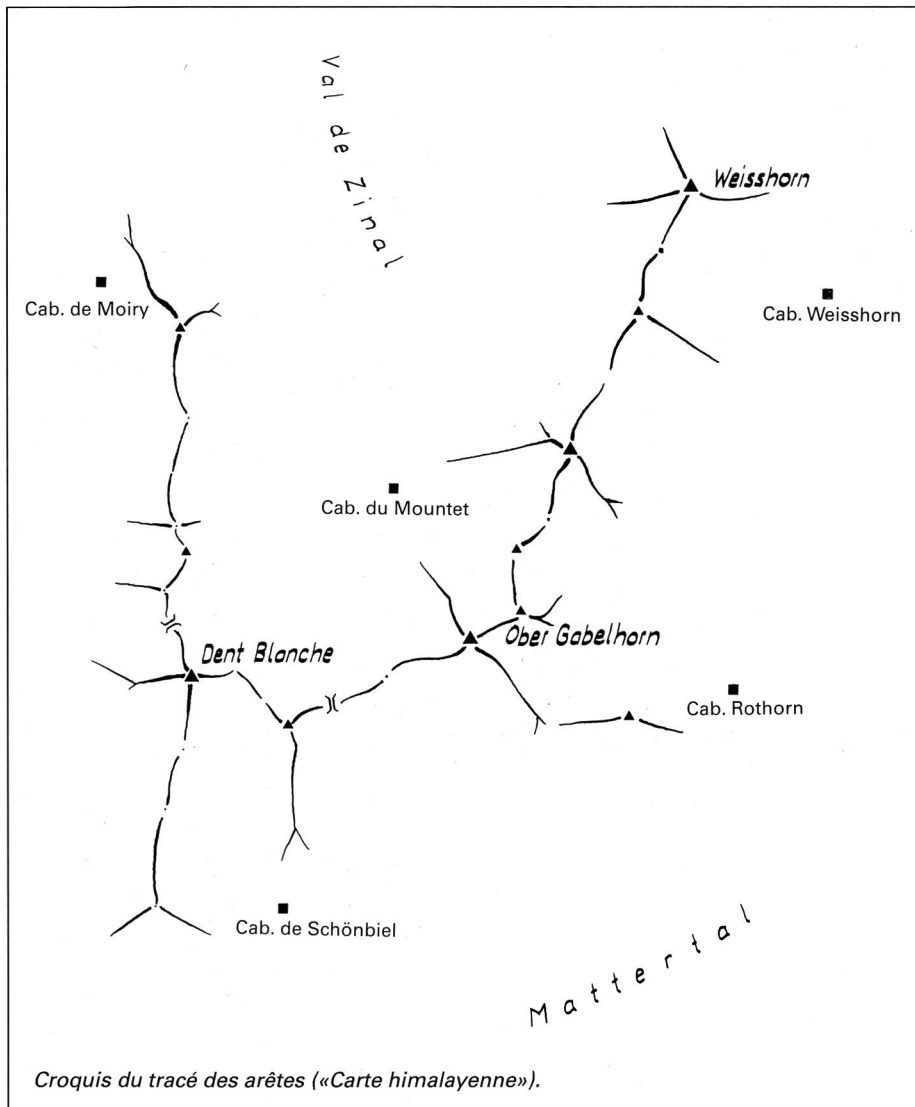 Val de Zinal
Weisshorn
Cab. de Moiry
Cab. Weisshorn
Cab. du Mountet
Ober Gabelhorn
Dent Blanche
Cab. Rothorn
Cab. de Schönbiel
Mattertal
Croquis du tracé des arêtes («Carte himalayenne»).